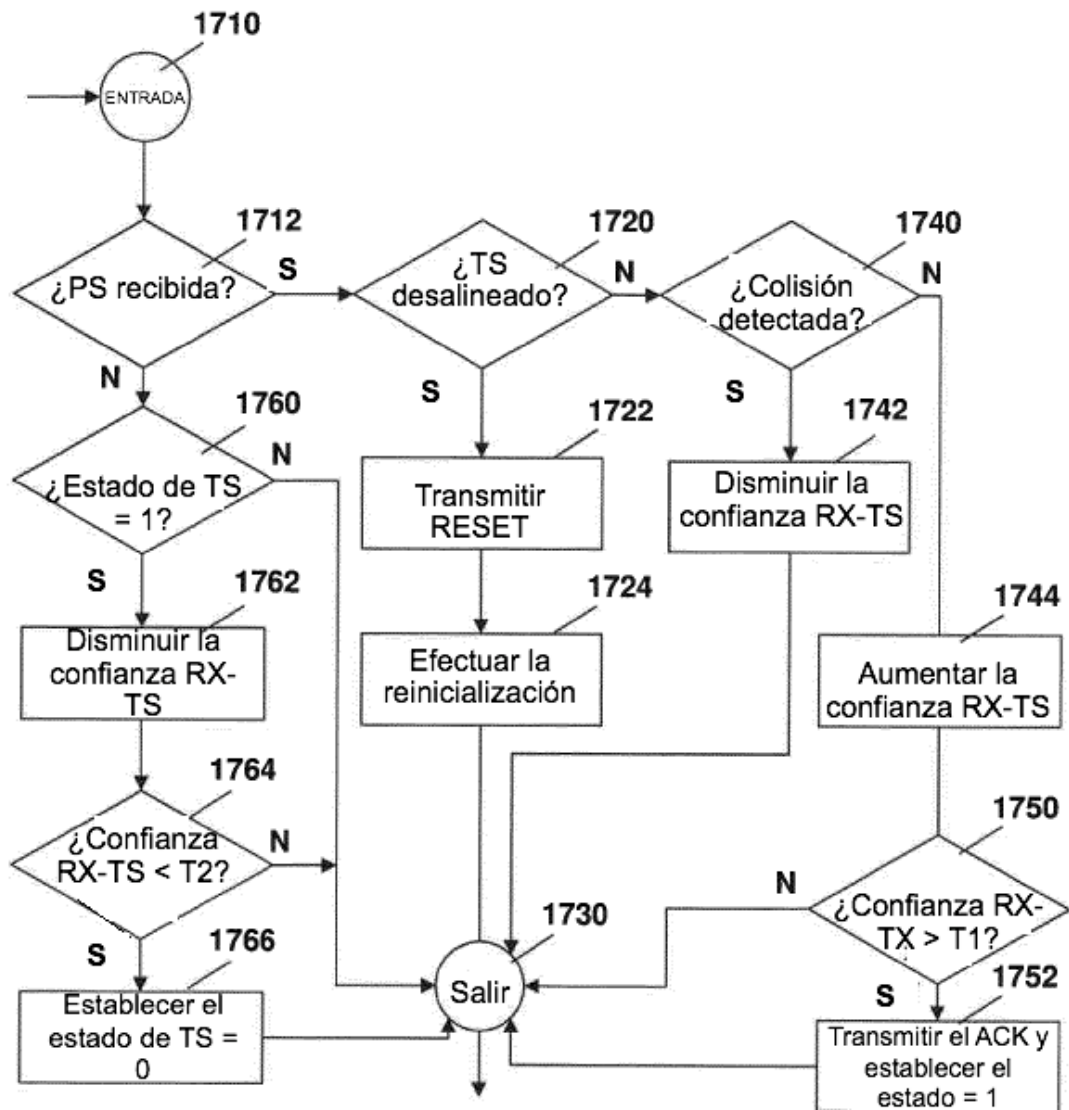 1710
ENTRADA
1712
¿PS recibida?
S
N
1720
¿TS
desalineado?
N
S
1740
¿Colisión
detectada?
N
S
1760
¿Estado de TS
= 1?
N
S
1722
Transmitir
RESET
1742
Disminuir la
confianza RX-TS
1762
Disminuir la
confianza RX-
TS
1724
Efectuar la
reinicialización
1744
Aumentar la
confianza RX-TS
1764
¿Confianza
RX-TS < T2?
N
S
1750
¿Confianza RX-
TX > T1?
N
S
1730
Salir
1766
Establecer el
estado de TS =
0
1752
Transmitir el ACK y
establecer el
estado = 1